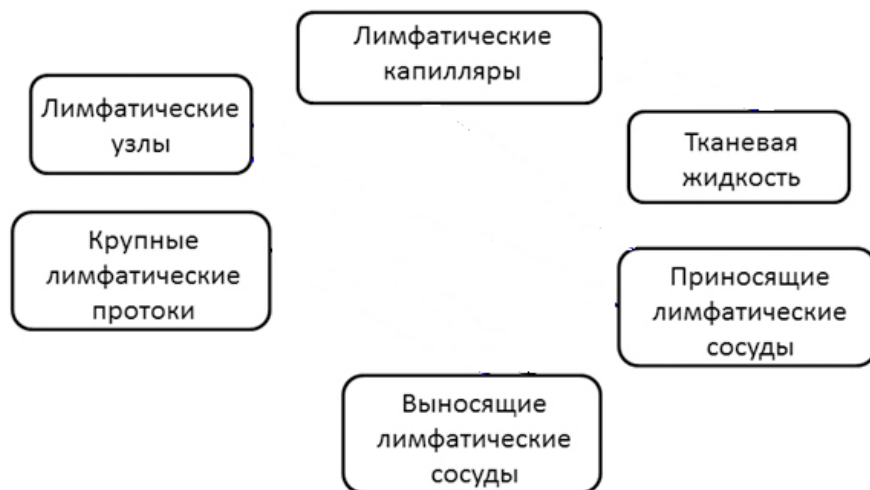 Лимфатические
капилляры
Лимфатические
узлы
Тканевая
жидкость
Крупные
лимфатические
протоки
Приносящие
лимфатические
сосуды
Выносящие
лимфатические
сосуды